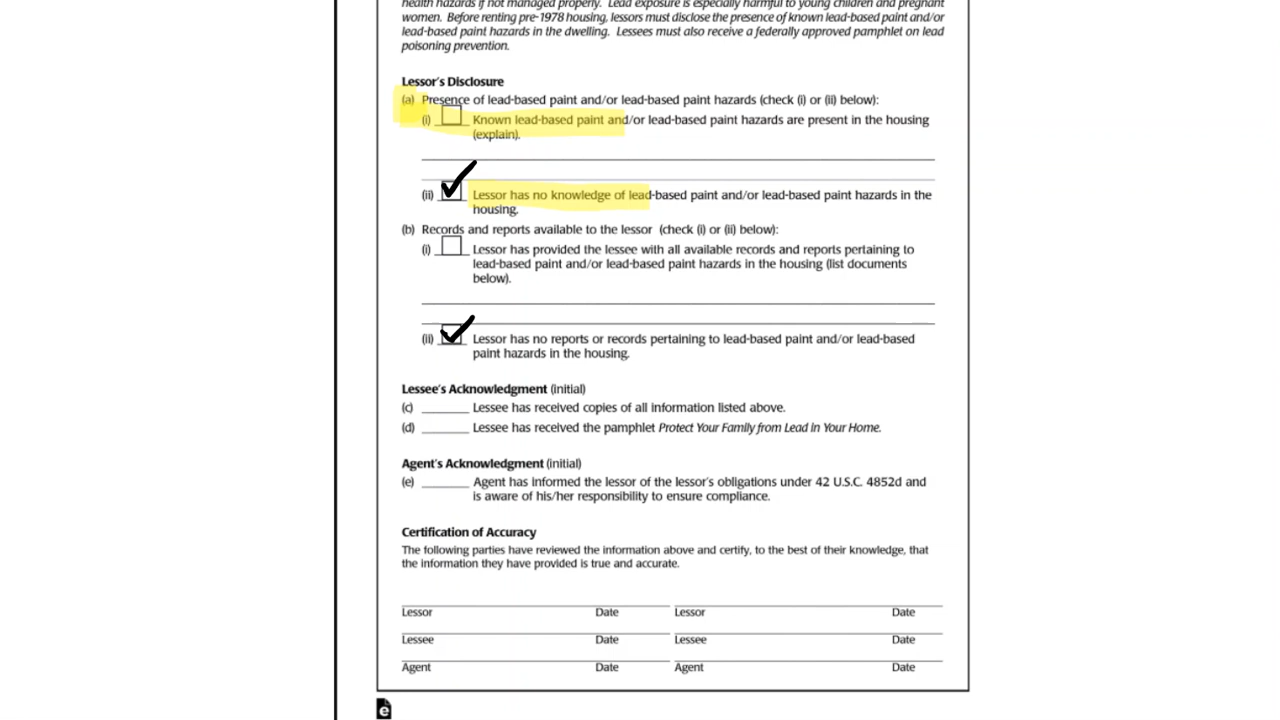 health hazards if not managed properly. Lead exposure is especially harmful to young children and pregnant
women. Before renting pre-1978 housing, lessors must disclose the presence of known lead-based paint and/or
lead-based paint hazards in the dwelling. Lessees must also receive a federally approved pamphlet on lead
poisoning prevention.
Lessor's Disclosure
(a) Presence of lead-based paint and/or lead-based paint hazards (check (i) or (ii) below):
(i) Known lead-based paint and/or lead-based paint hazards are present in the housing
(explain).
(ii) Lessor has no knowledge of lead-based paint and/or lead-based paint hazards in the
housing.
(b) Records and reports available to the lessor (check (i) or (ii) below):
(i) Lessor has provided the lessee with all available records and reports pertaining to
lead-based paint and/or lead-based paint hazards in the housing (list documents
below).
(ii) Lessor has no reports or records pertaining to lead-based paint and/or lead-based
paint hazards in the housing.
Lessee's Acknowledgment (initial)
(c) ________ Lessee has received copies of all information listed above.
(d) ________ Lessee has received the pamphlet Protect Your Family from Lead in Your Home.
Agent's Acknowledgment (initial)
(e) ________ Agent has informed the lessor of the lessor's obligations under 42 U.S.C. 4852d and
is aware of his/her responsibility to ensure compliance.
Certification of Accuracy
The following parties have reviewed the information above and certify, to the best of their knowledge, that
the information they have provided is true and accurate.
Lessor Date Lessor Date
Lessee Date Lessee Date
Agent Date Agent Date
e